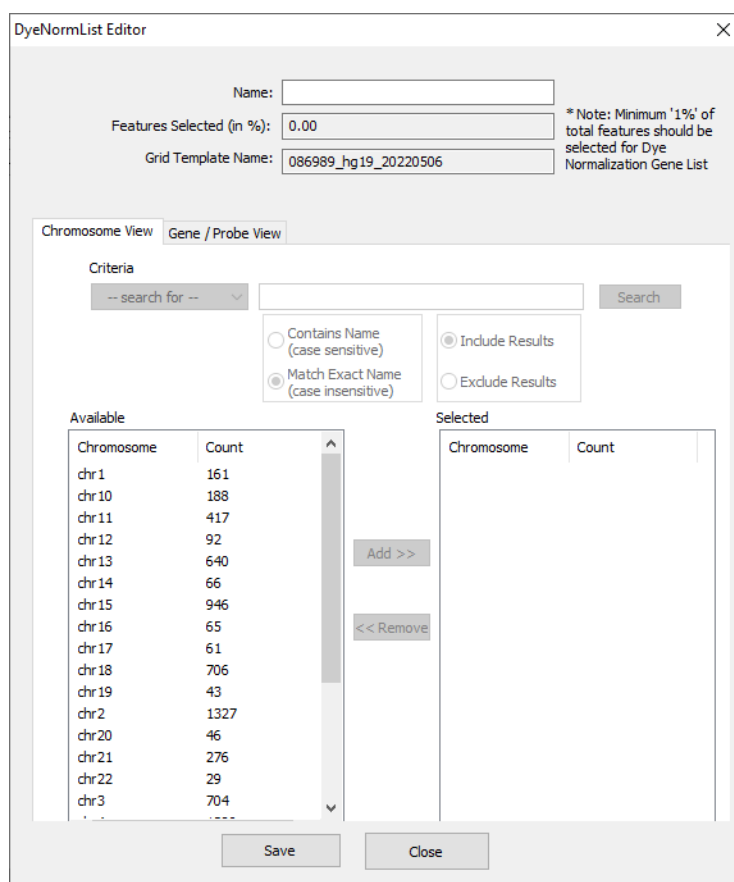 DyeNormList Editor
Name:
Features Selected (in %): 0.00
Grid Template Name: 086989_hg19_20220506
* Note: Minimum '1%' of
total features should be
selected for Dye
Normalization Gene List
Chromosome View Gene / Probe View
Criteria
-- search for -- Search
Contains Name
(case sensitive)
Match Exact Name
(case insensitive)
Include Results
Exclude Results
Available
Chromosome Count
chr1 161
chr10 188
chr11 417
chr12 92
chr13 640
chr14 66
chr15 946
chr16 65
chr17 61
chr18 706
chr19 43
chr2 1327
chr20 46
chr21 276
chr22 29
chr3 704
Add >>
<< Remove
Selected
Chromosome Count
Save Close